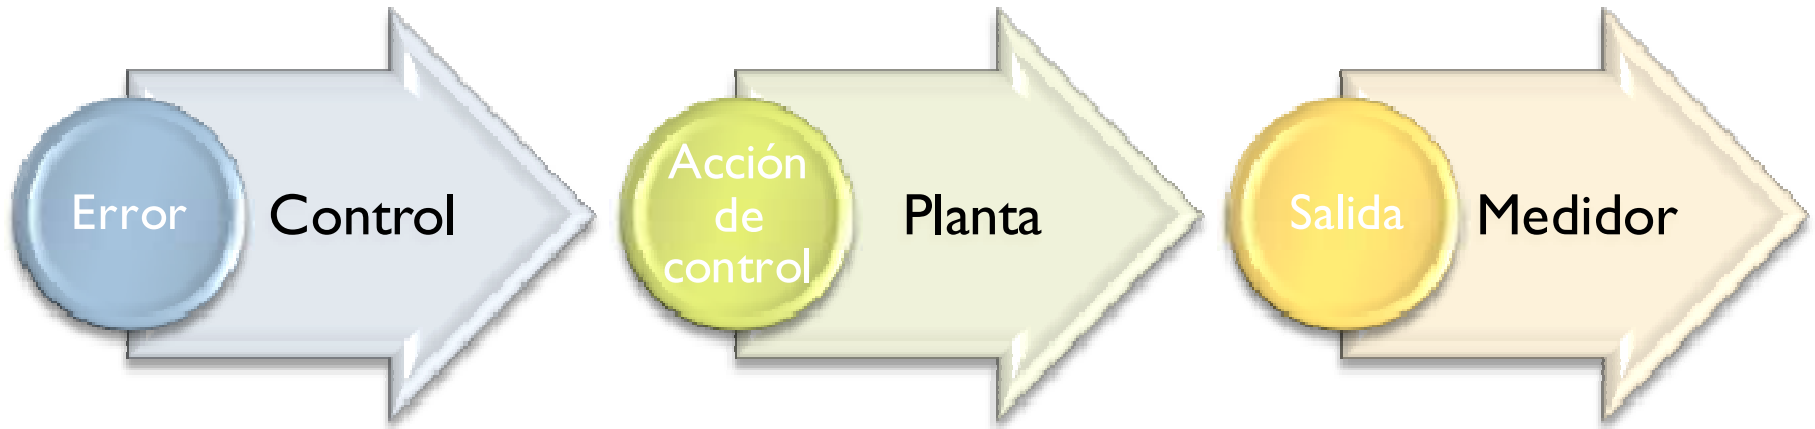 Error
Control
Acción
de
control
Planta
Salida
Medidor